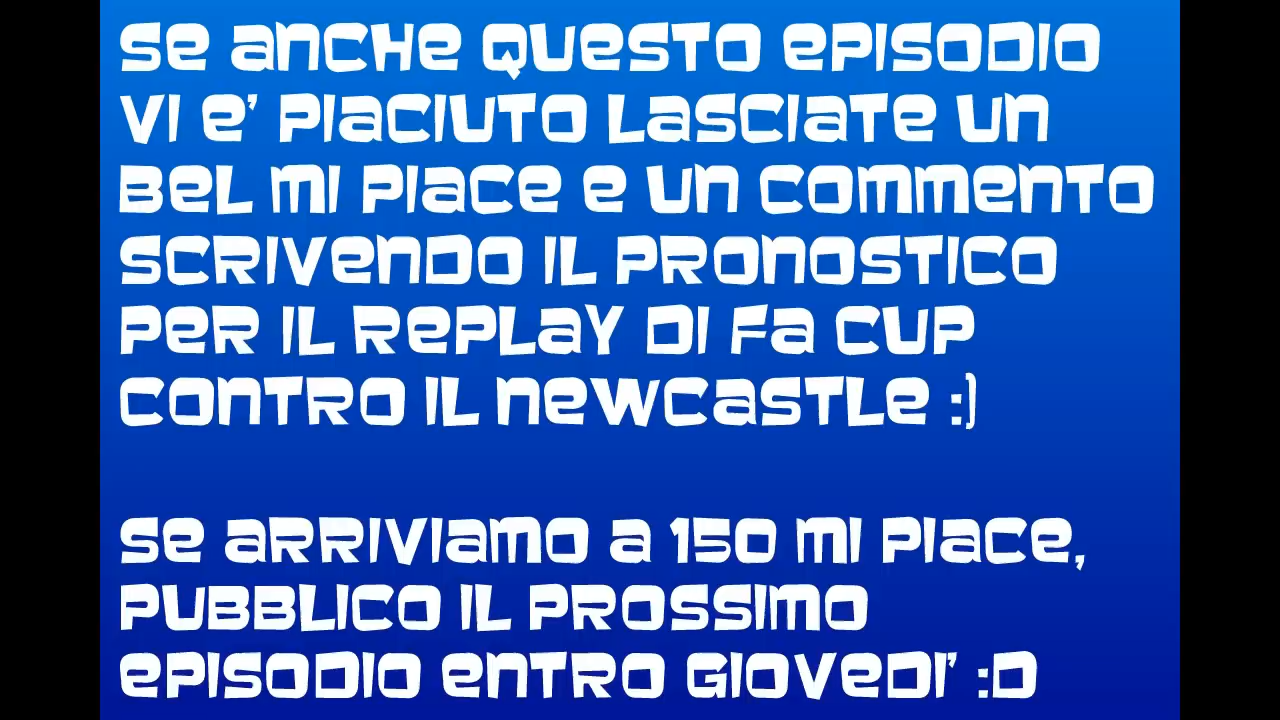 Se anche questo episodio
vi e' piaciuto lasciate un
bel mi piace e un commento
scrivendo il pronostico
per il replay di FA Cup
contro il Newcastle :)
Se arriviamo a 150 mi piace,
pubblico il prossimo
episodio entro Giovedi' :D